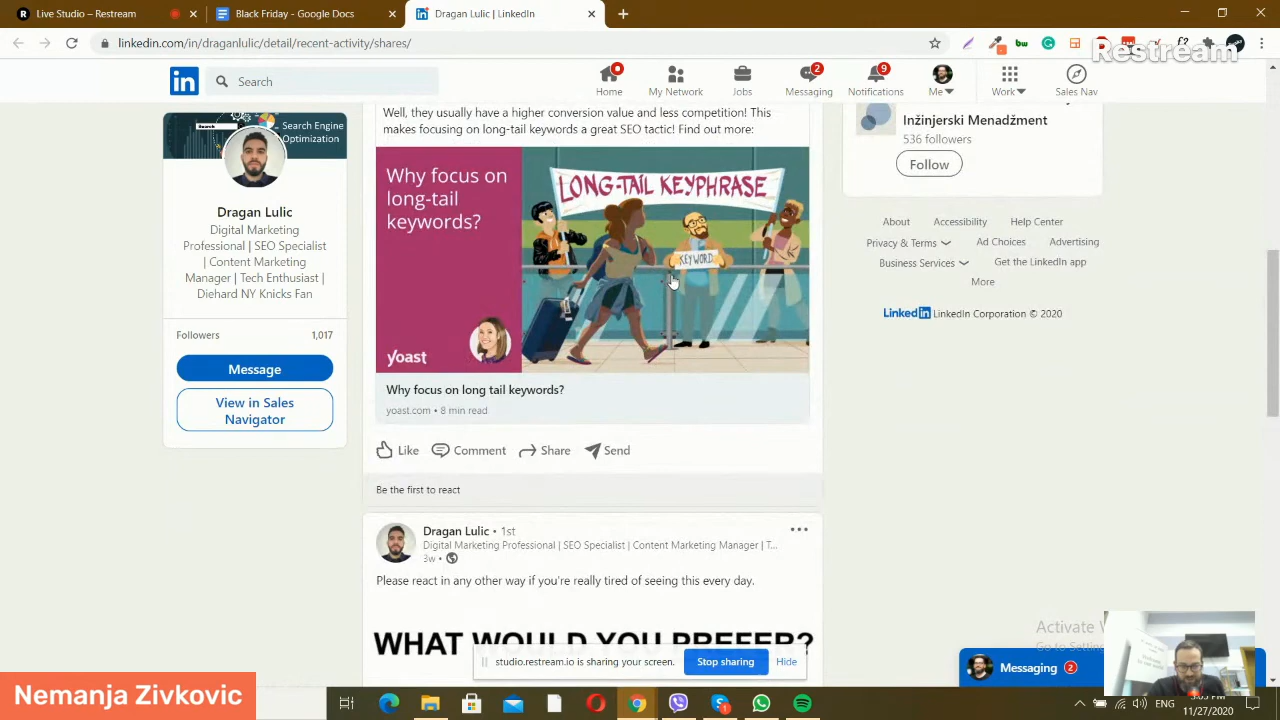 Live Studio – Restream
Black Friday - Google Docs
Dragan Lulic | LinkedIn
linkedin.com/in/draganlulic/detail/recent-activity/shares/
Restream
in
Search
Home
My Network
Jobs
2
Messaging
9
Notifications
Me
Work
Sales Nav
Search
Search Engine
Optimization
Dragan Lulic
Digital Marketing
Professional | SEO Specialist
| Content Marketing
Manager | Tech Enthusiast |
Diehard NY Knicks Fan
Followers
1,017
Message
View in Sales
Navigator
Well, they usually have a higher conversion value and less competition! This
makes focusing on long-tail keywords a great SEO tactic! Find out more:
Why focus on
long-tail
keywords?
LONG-TAIL KEYPHRASE
KEYWORD
yoast
Why focus on long tail keywords?
yoast.com • 8 min read
Like
Comment
Share
Send
Be the first to react
Dragan Lulic • 1st
Digital Marketing Professional | SEO Specialist | Content Marketing Manager | T...
3w •
Please react in any other way if you're really tired of seeing this every day.
WHAT WOULD YOU PREFER?
Inžinjerski Menadžment
536 followers
Follow
About
Accessibility
Help Center
Privacy & Terms
Ad Choices
Advertising
Business Services
Get the LinkedIn app
More
LinkedIn LinkedIn Corporation © 2020
studio.restream.io is sharing your screen.
Stop sharing
Hide
Activate
Go to
Messaging
2
Nemanja Zivkovic
ENG
11/27/2020